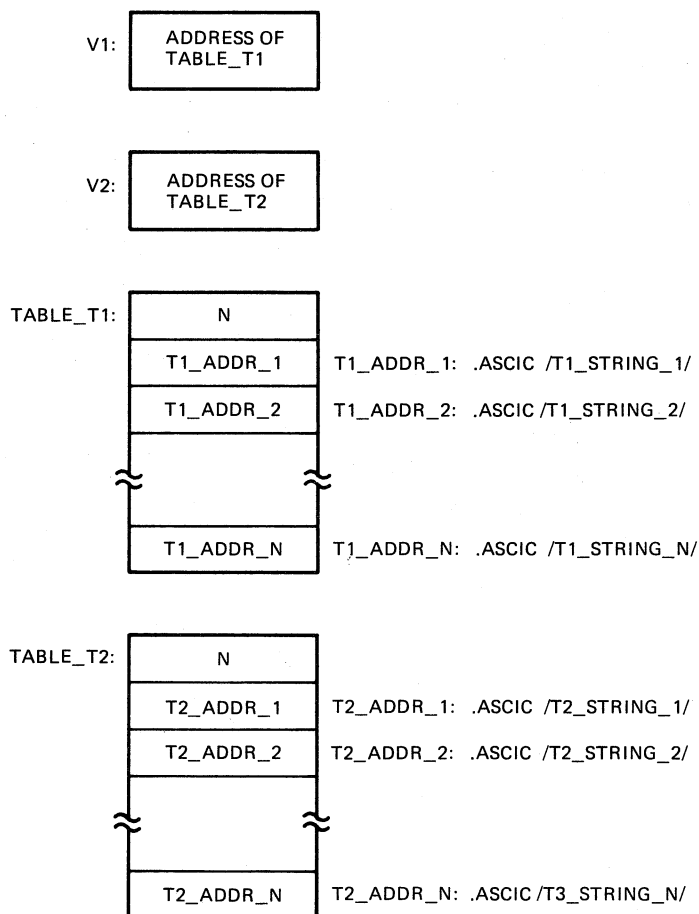 V1: ADDRESS OF
TABLE_T1
V2: ADDRESS OF
TABLE_T2
TABLE_T1: N
T1_ADDR_1 T1_ADDR_1: .ASCIC /T1_STRING_1/
T1_ADDR_2 T1_ADDR_2: .ASCIC /T1_STRING_2/
T1_ADDR_N T1_ADDR_N: .ASCIC /T1_STRING_N/
TABLE_T2: N
T2_ADDR_1 T2_ADDR_1: .ASCIC /T2_STRING_1/
T2_ADDR_2 T2_ADDR_2: .ASCIC /T2_STRING_2/
T2_ADDR_N T2_ADDR_N: .ASCIC /T3_STRING_N/